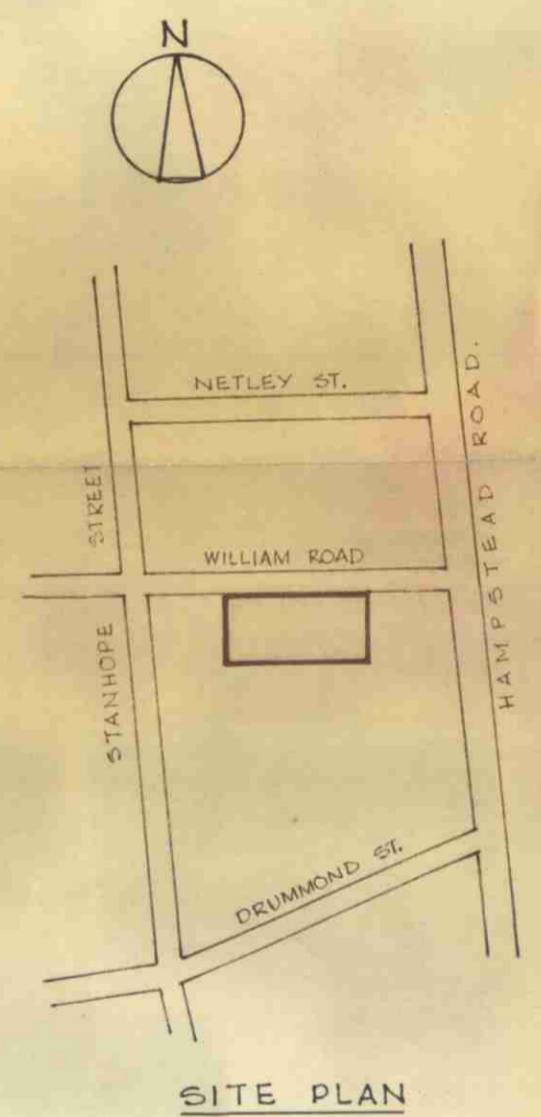 N
NETLEY ST.
HAMPSTEAD ROAD.
STANHOPE STREET
WILLIAM ROAD
DRUMMOND ST.
SITE PLAN